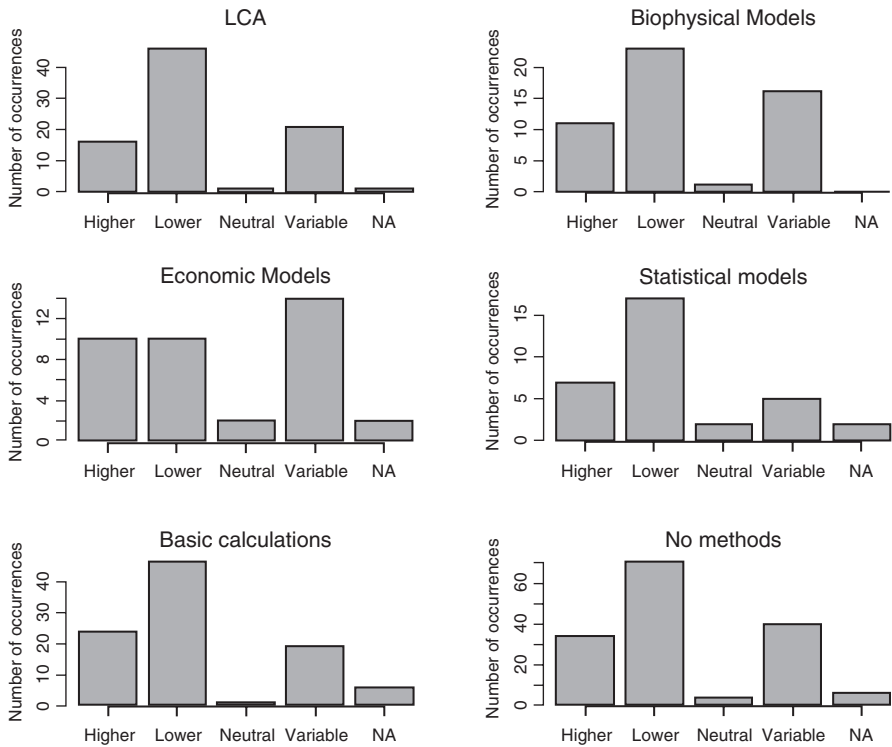 LCA
Number of occurrences
40
30
20
10
0
Higher Lower Neutral Variable NA
Biophysical Models
Number of occurrences
20
15
10
5
0
Higher Lower Neutral Variable NA
Economic Models
Number of occurrences
12
8
4
0
Higher Lower Neutral Variable NA
Statistical models
Number of occurrences
15
10
5
0
Higher Lower Neutral Variable NA
Basic calculations
Number of occurrences
40
30
20
10
0
Higher Lower Neutral Variable NA
No methods
Number of occurrences
60
40
20
0
Higher Lower Neutral Variable NA